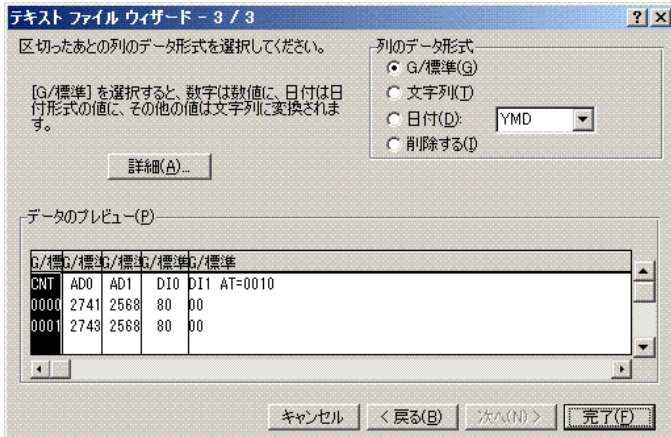 テキスト ファイル ウィザード - 3 / 3
区切ったあとの列のデータ形式を選択してください。
[G/標準] を選択すると、数字は数値に、日付は日
付形式の値に、その他の値は文字列に変換されま
す。
詳細(A)...
列のデータ形式
G/標準(G)
文字列(T)
日付(D): YMD
削除する(I)
データのプレビュー(P)
G/標 G/標準 G/標準 G/標準 G/標準
CNT AD0 AD1 DI0 DI1 AT=0010
0000 2741 2568 80 00
0001 2743 2568 80 00
キャンセル < 戻る(B) 次へ(N) > 完了(F)